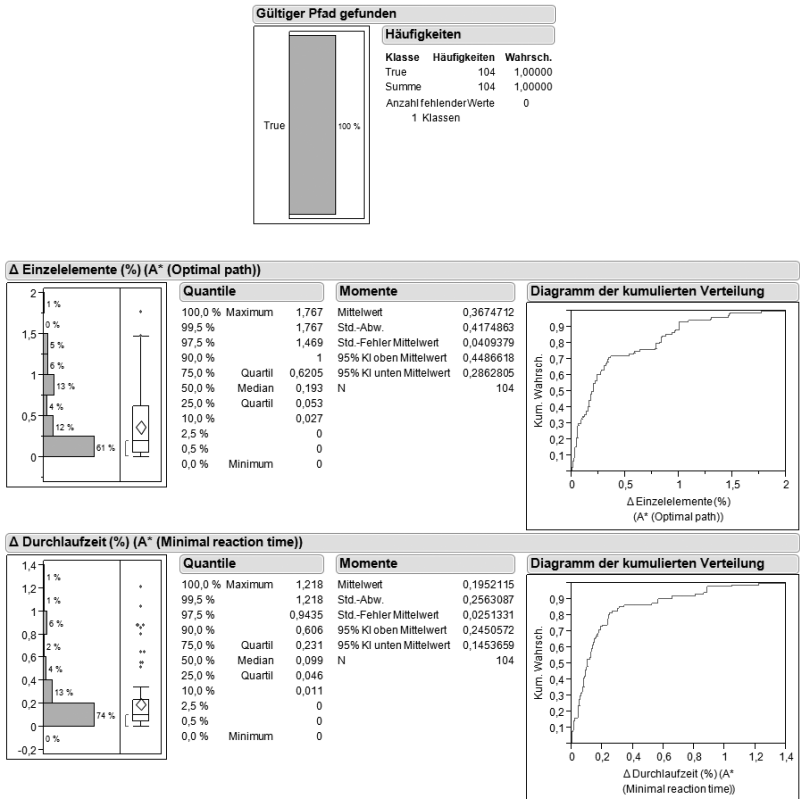 Gültiger Pfad gefunden
Häufigkeiten
Klasse Häufigkeiten Wahrsch.
True 104 1,00000
Summe 104 1,00000
Anzahl fehlender Werte 0
1 Klassen
True
100 %
Δ Einzelelemente (%) (A* (Optimal path))
2
1,5
1
0,5
0
1 %
0 %
5 %
6 %
13 %
4 %
12 %
61 %
Quantile
100,0 % Maximum 1,767
99,5 % 1,767
97,5 % 1,469
90,0 % 1
75,0 % Quartil 0,6205
50,0 % Median 0,193
25,0 % Quartil 0,053
10,0 % 0,027
2,5 % 0
0,5 % 0
0,0 % Minimum 0
Momente
Mittelwert 0,3674712
Std.-Abw. 0,4174863
Std.-Fehler Mittelwert 0,0409379
95% KI oben Mittelwert 0,4486618
95% KI unten Mittelwert 0,2862805
N 104
Diagramm der kumulierten Verteilung
Kum. Wahrsch.
0,9
0,8
0,7
0,6
0,5
0,4
0,3
0,2
0,1
0 0,5 1 1,5 2
Δ Einzelelemente (%)
(A* (Optimal path))
Δ Durchlaufzeit (%) (A* (Minimal reaction time))
1,4
1,2
1
0,8
0,6
0,4
0,2
0
-0,2
1 %
1 %
6 %
2 %
4 %
13 %
74 %
0 %
Quantile
100,0 % Maximum 1,218
99,5 % 1,218
97,5 % 0,9435
90,0 % 0,606
75,0 % Quartil 0,231
50,0 % Median 0,099
25,0 % Quartil 0,046
10,0 % 0,011
2,5 % 0
0,5 % 0
0,0 % Minimum 0
Momente
Mittelwert 0,1952115
Std.-Abw. 0,2563087
Std.-Fehler Mittelwert 0,0251331
95% KI oben Mittelwert 0,2450572
95% KI unten Mittelwert 0,1453659
N 104
Diagramm der kumulierten Verteilung
Kum. Wahrsch.
0,9
0,8
0,7
0,6
0,5
0,4
0,3
0,2
0,1
0 0,2 0,4 0,6 0,8 1 1,2 1,4
Δ Durchlaufzeit (%) (A*
(Minimal reaction time))